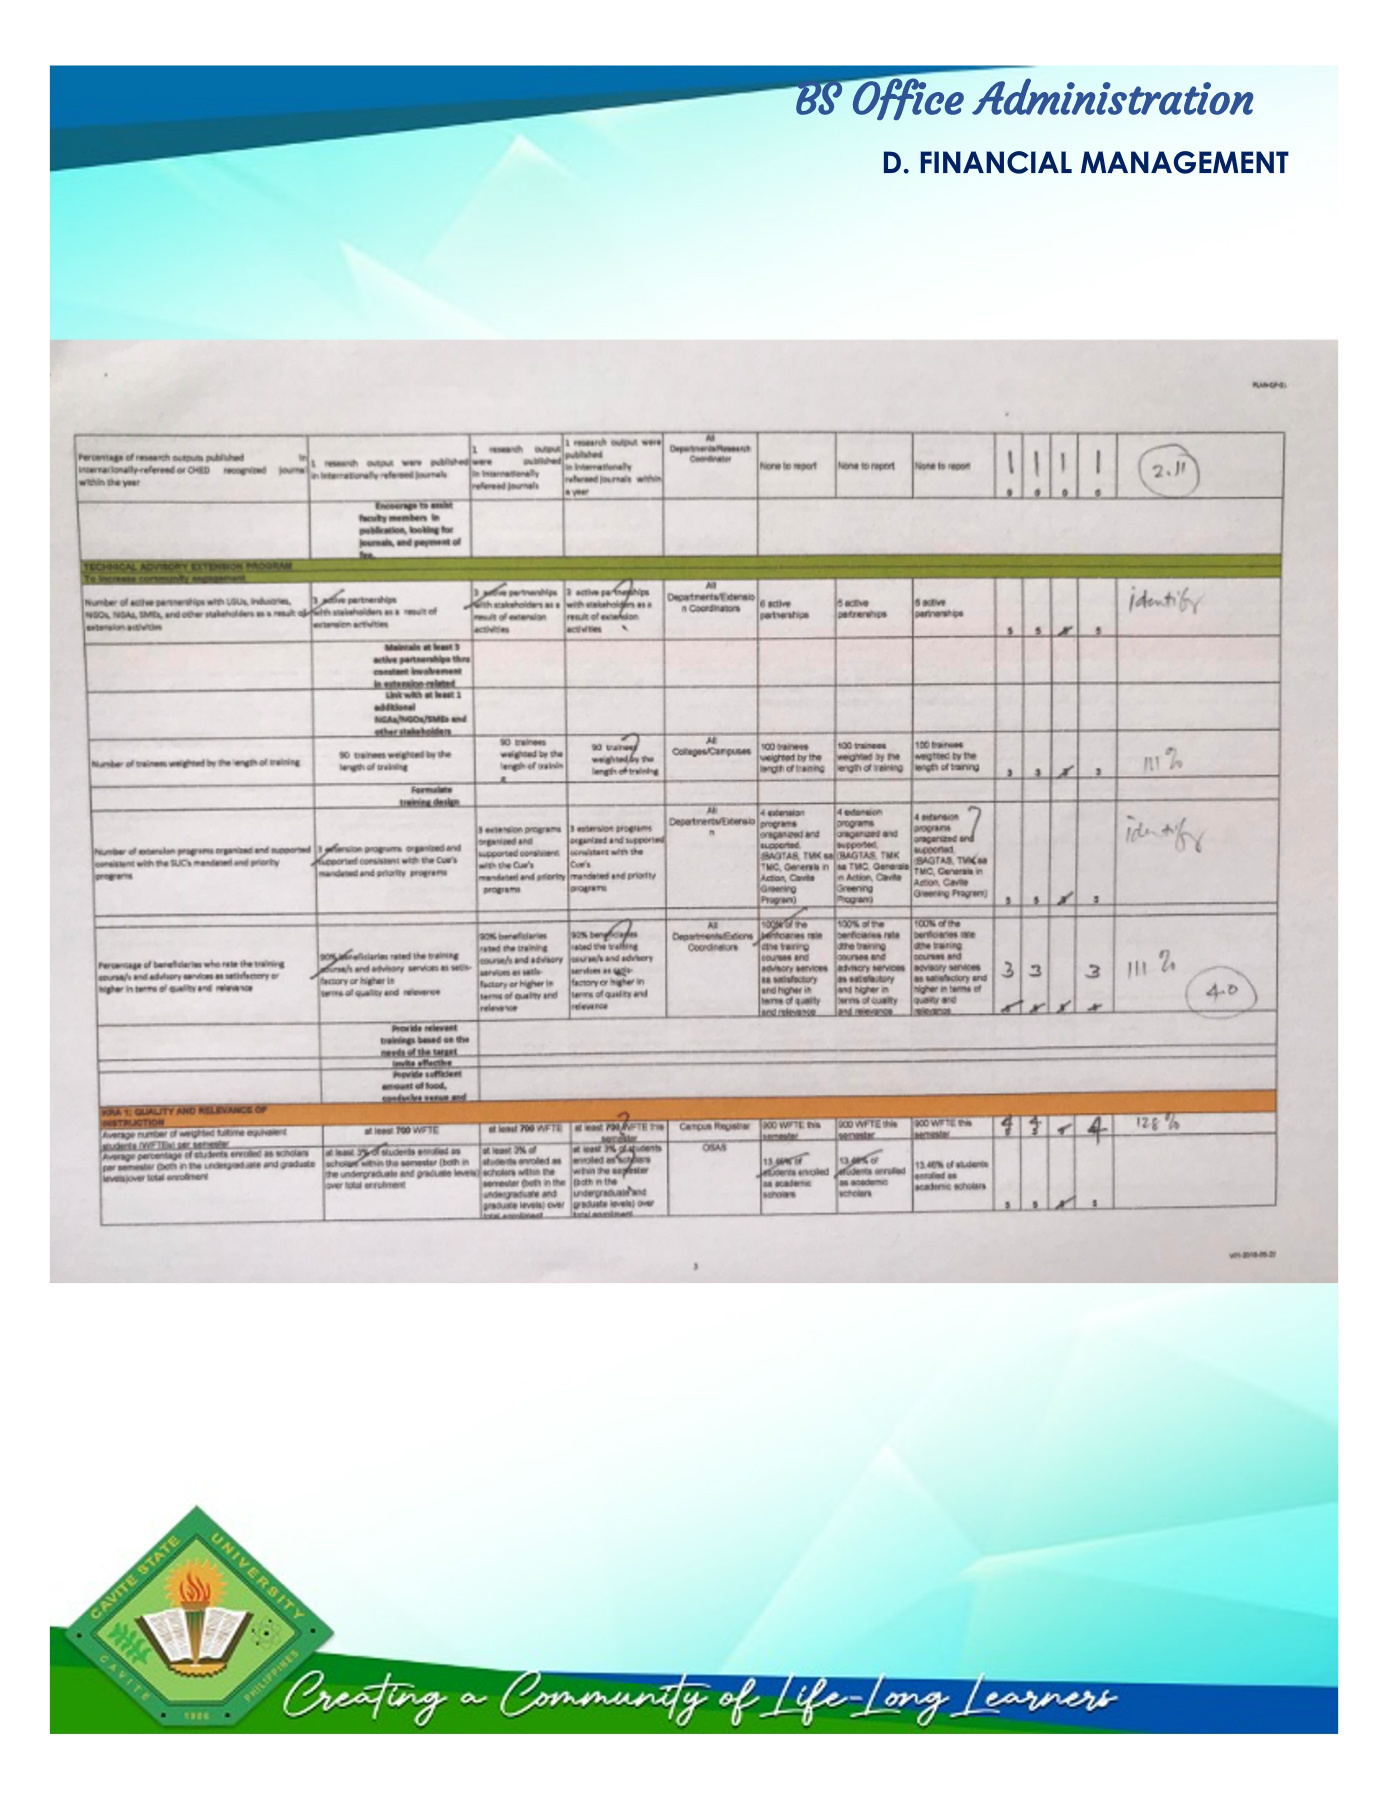 BS Office Administration
D. FINANCIAL MANAGEMENT
Percentage of research outputs published in
internationally-refereed or CHED recognized journal
within the year
1 research output were published
in internationally refereed journals
1 research output
were published
in internationally
refereed journals
1 research output were
published
in internationally
refereed journals within
a year
All
Departments/Research
Coordinator
None to report
None to report
None to report
1 1 1 1
2.11
Encourage to assist
faculty members in
publication, looking for
journals, and payment of
fee.
TECHNICAL ADVISORY EXTENSION PROGRAM
To increase community engagement
Number of active partnerships with LGUs, industries,
NGOs, NGAs, SMEs, and other stakeholders as a result of
extension activities
3 active partnerships
with stakeholders as a result of
extension activities
3 active partnerships
with stakeholders as a
result of extension
activities
3 active partnerships
with stakeholders as a
result of extension
activities
All
Departments/Extensio
n Coordinators
6 active
partnerships
active
partnerships
active
partnerships
identify
Maintain at least 3
active partnerships thru
constant involvement
in extension-related
Link with at least 1
additional
NGAs/NGOs/SMEs and
other stakeholders
Number of trainees weighted by the length of training
90 trainees weighted by the
length of training
90 trainees
weighted by the
length of trainin
g
90 trainees
weighted by the
length of training
All
Colleges/Campuses
100 trainees
weighted by the
length of training
100 trainees
weighted by the
length of training
100 trainees
weighted by the
length of training
111 %
Formulate
training design
Number of extension programs organized and supported
consistent with the SUC's mandated and priority
programs
3 extension programs organized and
supported consistent with the Cue's
mandated and priority programs
3 extension programs
organized and
supported consistent
with the Cue's
mandated and priority
programs
3 extension programs
organized and supported
consistent with the
Cue's
mandated and priority
programs
All
Departments/Extensio
n
4 extension
programs
oraganized and
supported.
(BAGTAS, TMK sa
TMC, Generals in
Action, Cavite
Greening
Program)
4 extension
programs
oraganized and
supported.
(BAGTAS, TMK
sa TMC, Generals
in Action, Cavite
Greening
Program)
4 extension
programs
oraganized and
supported.
(BAGTAS, TMK sa
TMC, Generals in
Action, Cavite
Greening Program)
identify
Percentage of beneficiaries who rate the training
course/s and advisory services as satisfactory or
higher in terms of quality and relevance
90% beneficiaries rated the training
course/s and advisory services as satis-
factory or higher in
terms of quality and relevance
90% beneficiaries
rated the training
course/s and advisory
services as satis-
factory or higher in
terms of quality and
relevance
90% beneficiaries
rated the training
course/s and advisory
services as satis-
factory or higher in
terms of quality and
relevance
All
Departments/
Coordinators
100% of the
rate
dthe training
courses and
advisory services
as satisfactory
and higher in
terms of quality
and relevance
100% of the
rate
dthe training
courses and
advisory services
as satisfactory
and higher in
terms of quality
and relevance
100% of the
rate
dthe training
courses and
advisory services
as satisfactory and
higher in terms of
quality and
relevance
3 3 3
111 %
4.0
Provide relevant
trainings based on the
needs of the target
Invite effective
Provide sufficient
amount of food,
conducive venue and
KRA 1: QUALITY AND RELEVANCE OF
INSTRUCTION
Average number of weighted fulltime equivalent
students (WFTEs) per semester
at least 700 WFTE
at least 700 WFTE
at least 700 WFTE this
semester
Campus Registrar
900 WFTE this
semester
900 WFTE this
semester
900 WFTE this
semester
4 4 4
128 %
Average percentage of students enrolled as scholars
per semester (both in the undergraduate and graduate
levels)over total enrollment
at least 3% of students enrolled as
scholars within the semester (both in
the undergraduate and graduate levels)
over total enrolment
at least 3% of
students enrolled as
scholars within the
semester (both in the
undergraduate and
graduate levels) over
total enrollment
at least 3% of students
enrolled as scholars
within the semester
(both in the
undergraduate and
graduate levels) over
total enrollment
OSAS
13.46% of
students enrolled
as academic
scholars
13.46% of
students enrolled
as academic
scholars
13.46% of students
enrolled as
academic scholars
3
CAVITE STATE UNIVERSITY
CAVITE PHILIPPINES
1906
Creating a Community of Life-Long Learners